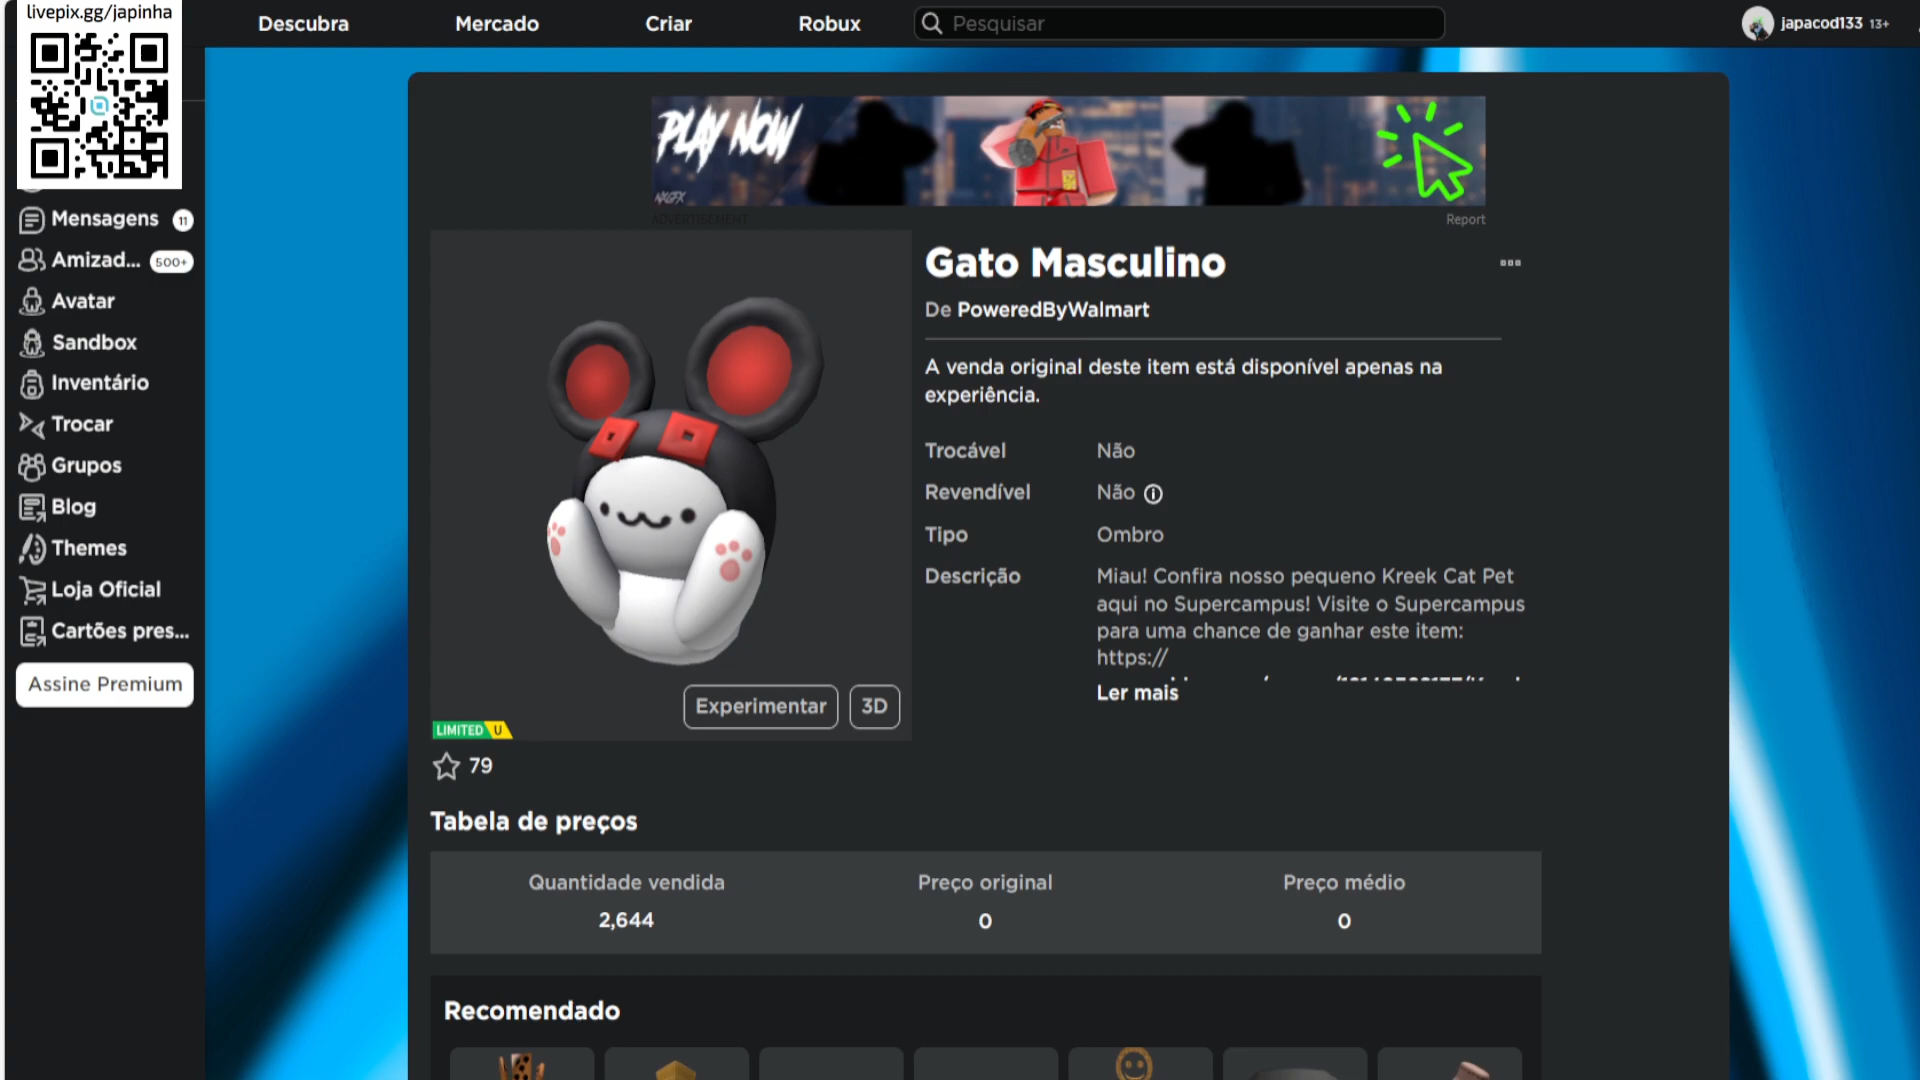 livepix.gg/japinha
Descubra
Mercado
Criar
Robux
Pesquisar
japacod133 13+
PLAY NOW
NXGFX
ADVERTISEMENT
Report
Mensagens 11
Amizad... 500+
Avatar
Sandbox
Inventário
Trocar
Grupos
Blog
Themes
Loja Oficial
Cartões pres...
Assine Premium
Gato Masculino
De PoweredByWalmart
A venda original deste item está disponível apenas na
experiência.
Trocável Não
Revendível Não
Tipo Ombro
Descrição Miau! Confira nosso pequeno Kreek Cat Pet
aqui no Supercampus! Visite o Supercampus
para uma chance de ganhar este item:
https://
Ler mais
Experimentar
3D
LIMITED U
79
Tabela de preços
Quantidade vendida
2,644
Preço original
0
Preço médio
0
Recomendado